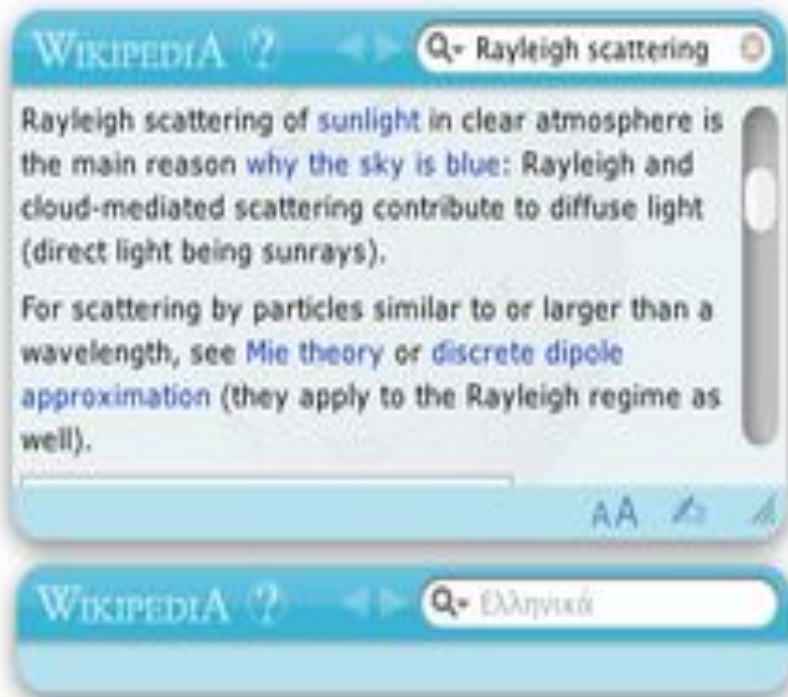 WIKIPEDIA ? Rayleigh scattering
Rayleigh scattering of sunlight in clear atmosphere is
the main reason why the sky is blue: Rayleigh and
cloud-mediated scattering contribute to diffuse light
(direct light being sunrays).
For scattering by particles similar to or larger than a
wavelength, see Mie theory or discrete dipole
approximation (they apply to the Rayleigh regime as
well).
AA
WIKIPEDIA ? Ελληνικά